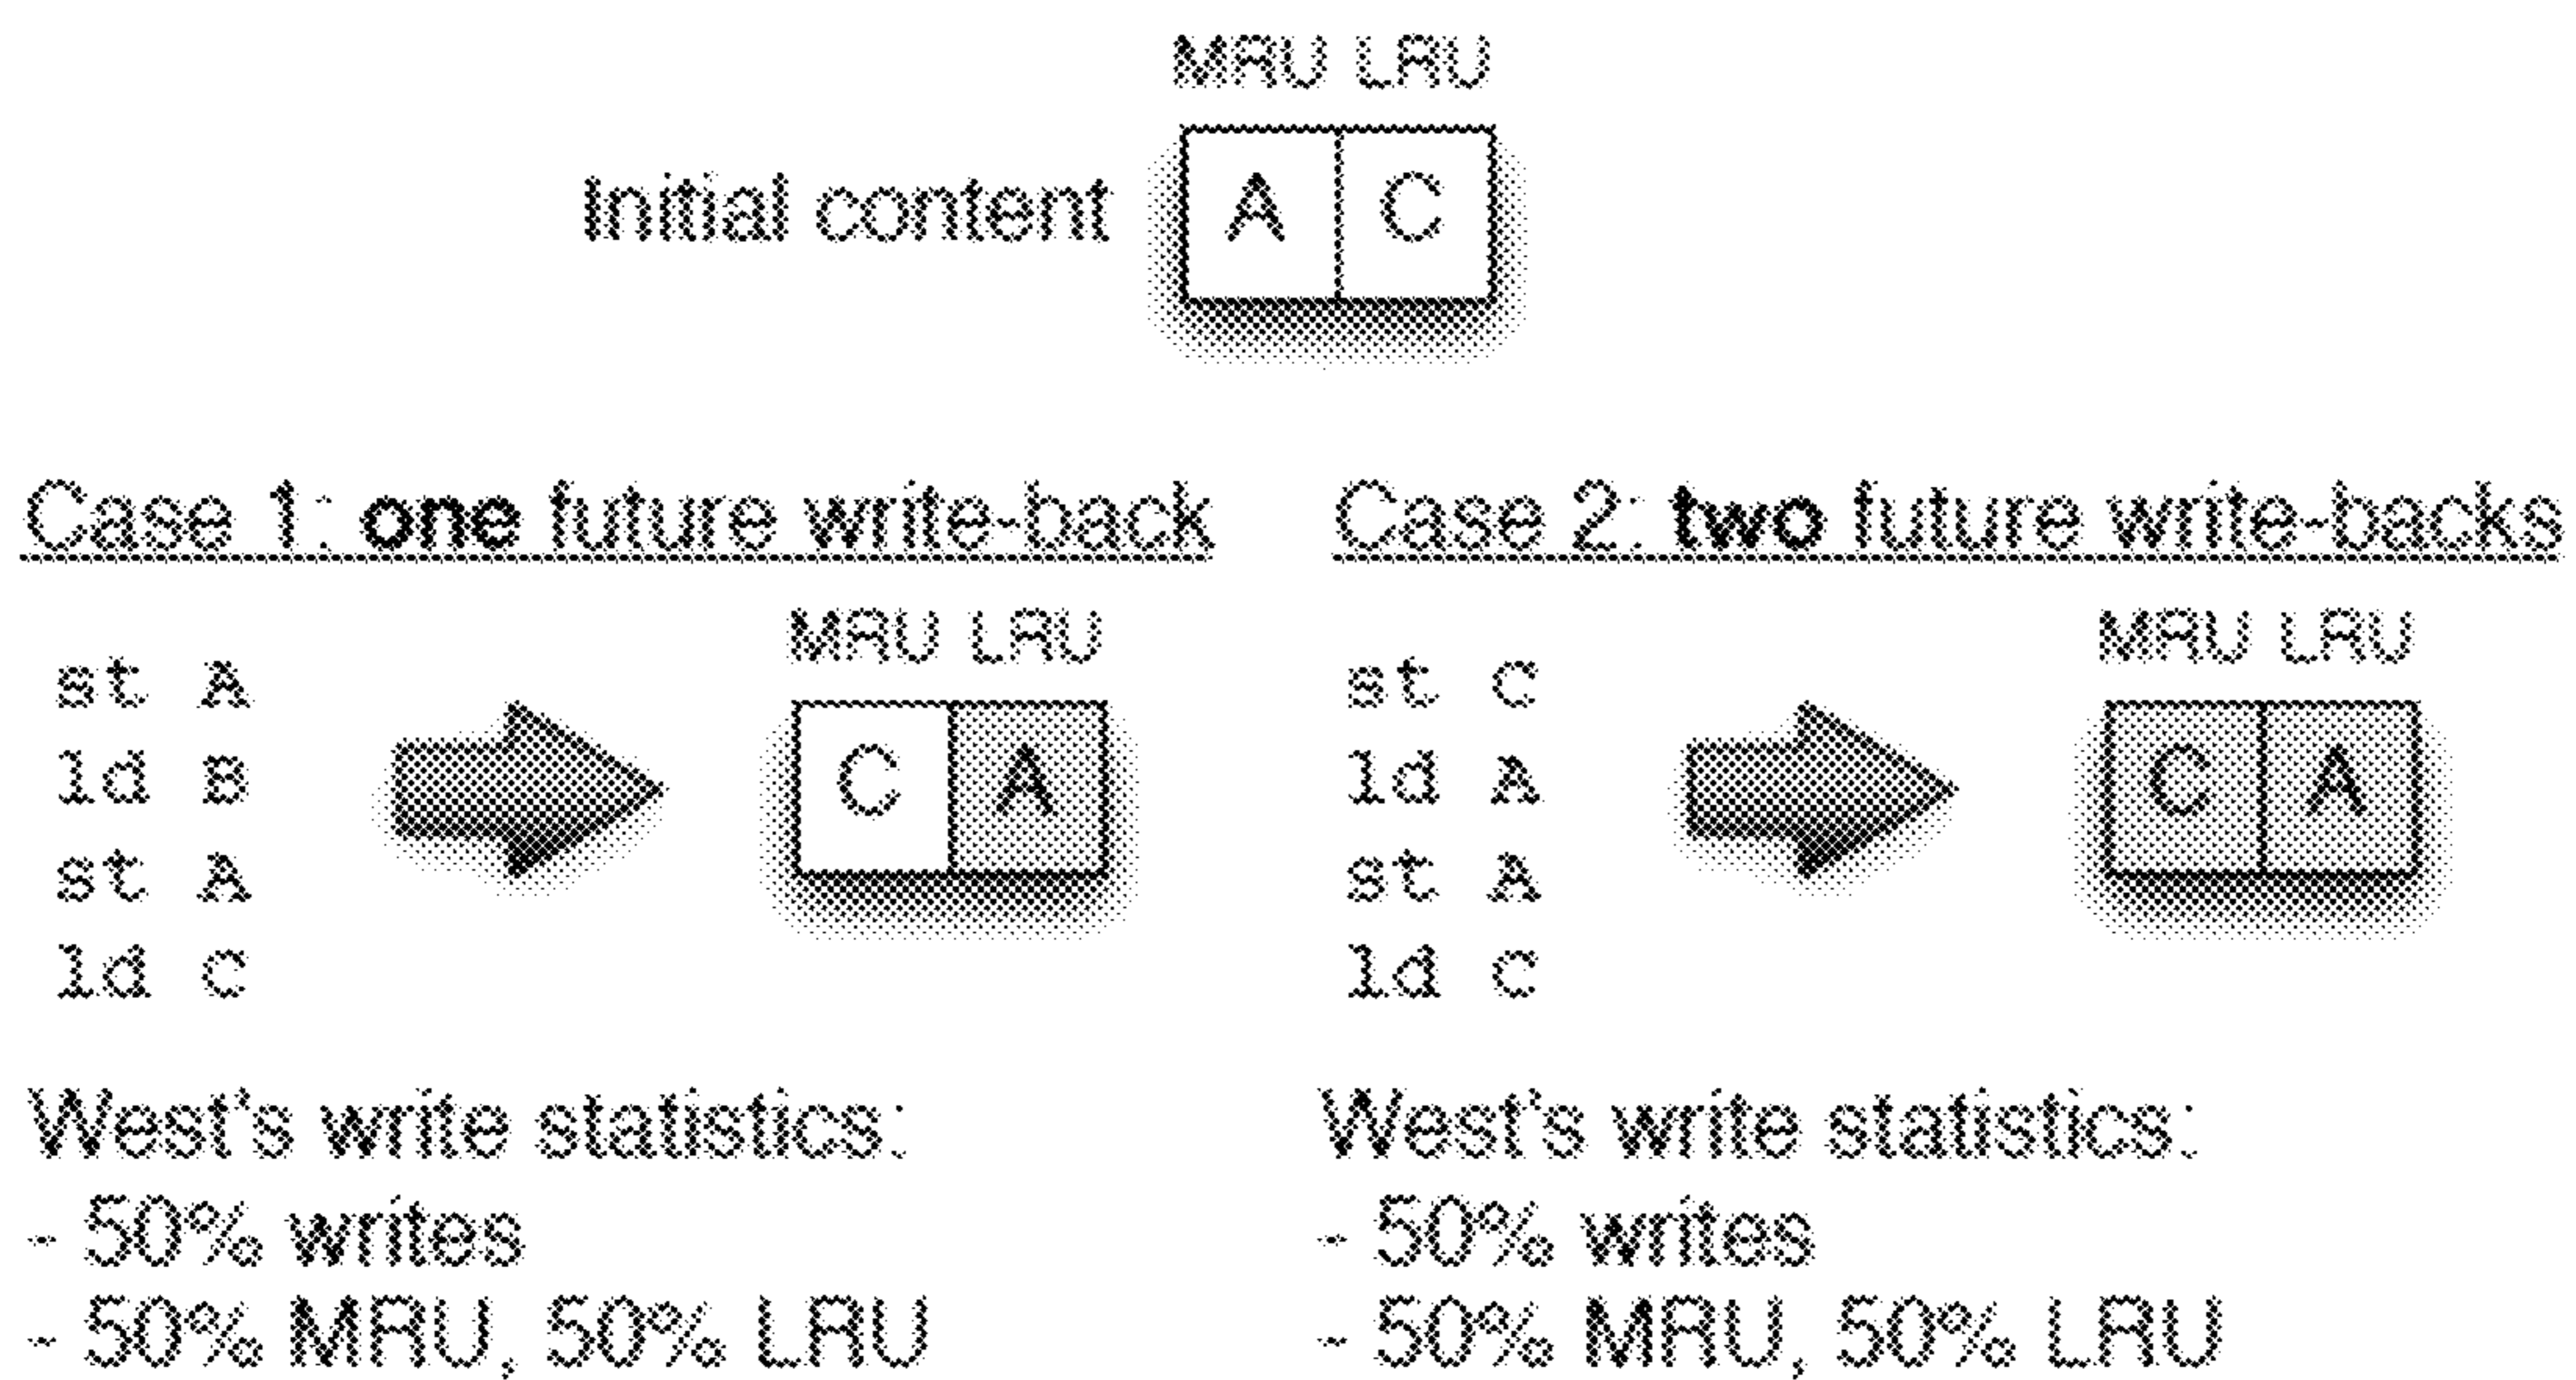 MRU LRU
Initial content A C
Case 1: one future write-back
MRU LRU
st A
ld B
st A
ld C
C A
West's write statistics:
- 50% writes
- 50% MRU, 50% LRU
Case 2: two future write-backs
MRU LRU
st C
ld A
st A
ld C
C A
West's write statistics:
- 50% writes
- 50% MRU, 50% LRU